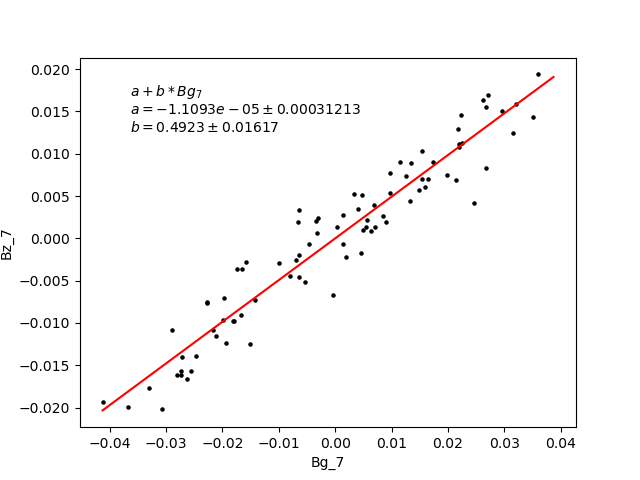 0.020
0.015
0.010
0.005
0.000
−0.005
−0.010
−0.015
−0.020
Bz_7
a + b * Bg₇
a = −1.1093e − 05 ± 0.00031213
b = 0.4923 ± 0.01617
−0.04 −0.03 −0.02 −0.01 0.00 0.01 0.02 0.03 0.04
Bg_7